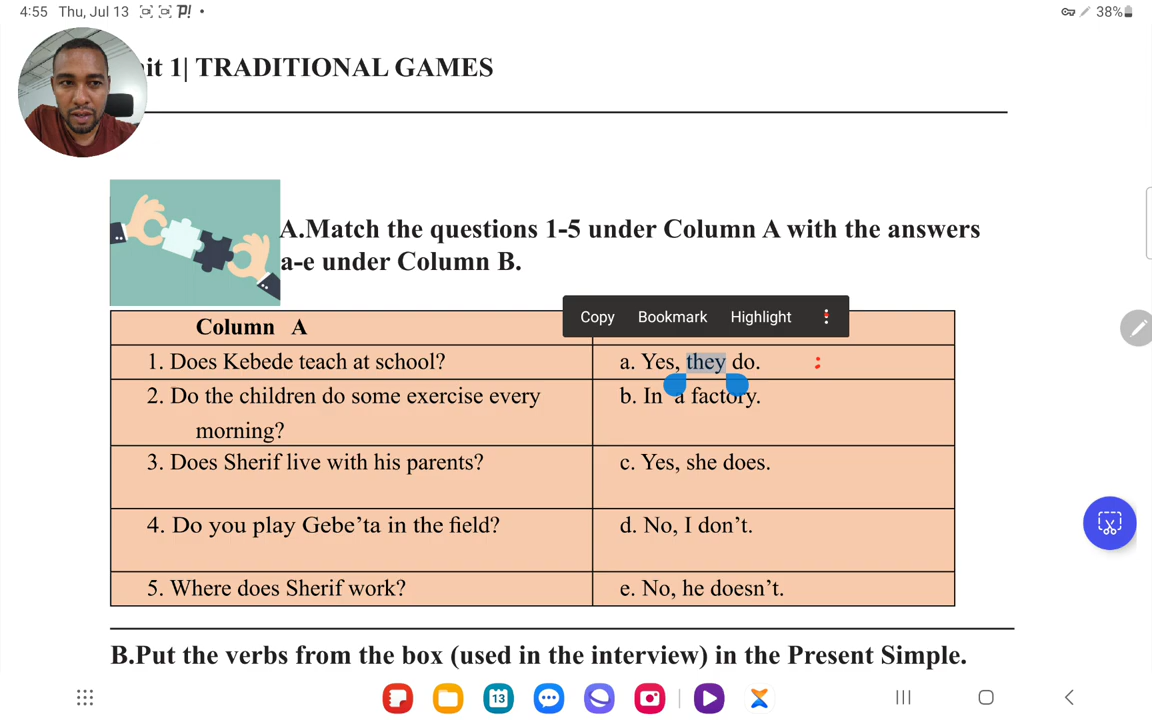 4:55 Thu, Jul 13 P! •
38%
it 1| TRADITIONAL GAMES
A.Match the questions 1-5 under Column A with the answers
a-e under Column B.
Copy Bookmark Highlight
Column A
1. Does Kebede teach at school?
a. Yes, they do. :
2. Do the children do some exercise every
morning?
b. In a factory.
3. Does Sherif live with his parents?
c. Yes, she does.
4. Do you play Gebe’ta in the field?
d. No, I don’t.
5. Where does Sherif work?
e. No, he doesn’t.
B.Put the verbs from the box (used in the interview) in the Present Simple.
13